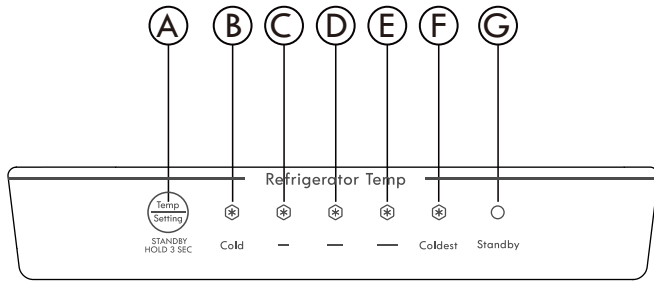 A B C D E F G
Refrigerator Temp
Temp
Setting
STANDBY
HOLD 3 SEC
Cold — — — Coldest Standby